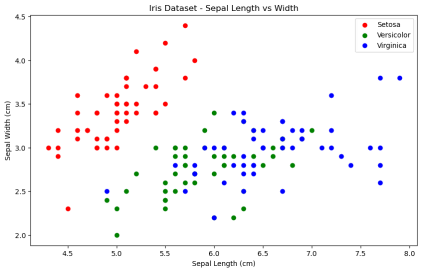 Iris Dataset - Sepal Length vs Width
Setosa
Versicolor
Virginica
Sepal Width (cm)
4.5
4.0
3.5
3.0
2.5
2.0
4.5 5.0 5.5 6.0 6.5 7.0 7.5 8.0
Sepal Length (cm)